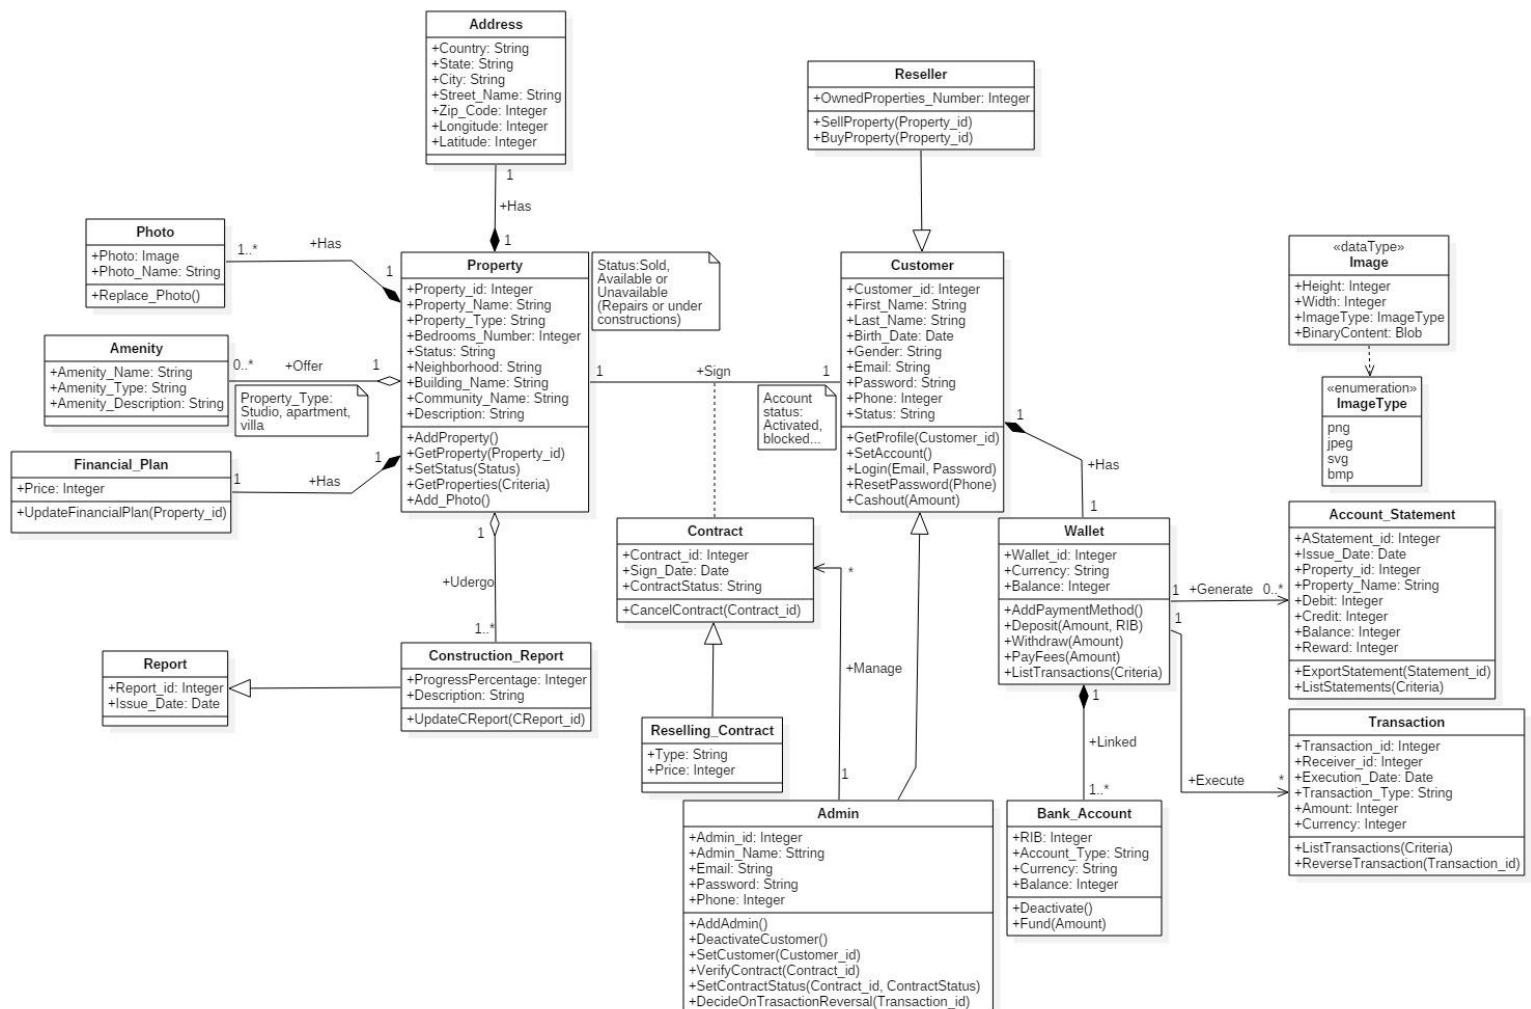 Address
+Country: String
+State: String
+City: String
+Street_Name: String
+Zip_Code: Integer
+Longitude: Integer
+Latitude: Integer
1
+Has
1
Reseller
+OwnedProperties_Number: Integer
+SellProperty(Property_id)
+BuyProperty(Property_id)
Photo
+Photo: Image
+Photo_Name: String
+Replace_Photo()
1..*
+Has
1
Property
+Property_id: Integer
+Property_Name: String
+Property_Type: String
+Bedrooms_Number: Integer
+Status: String
+Neighborhood: String
+Building_Name: String
+Community_Name: String
+Description: String
+AddProperty()
+GetProperty(Property_id)
+SetStatus(Status)
+GetProperties(Criteria)
+Add_Photo()
Status:Sold,
Available or
Unavailable
(Repairs or under
constructions)
Customer
+Customer_id: Integer
+First_Name: String
+Last_Name: String
+Birth_Date: Date
+Gender: String
+Email: String
+Password: String
+Phone: Integer
+Status: String
+GetProfile(Customer_id)
+SetAccount()
+Login(Email, Password)
+ResetPassword(Phone)
+Cashout(Amount)
«dataType»
Image
+Height: Integer
+Width: Integer
+ImageType: ImageType
+BinaryContent: Blob
«enumeration»
ImageType
png
jpeg
svg
bmp
Amenity
+Amenity_Name: String
+Amenity_Type: String
+Amenity_Description: String
0..*
+Offer
1
Property_Type:
Studio, apartment,
villa
1
+Sign
1
Account
status:
Activated,
blocked...
Financial_Plan
+Price: Integer
+UpdateFinancialPlan(Property_id)
1
+Has
1
1
+Has
1
1
+Udergo
1..*
Contract
+Contract_id: Integer
+Sign_Date: Date
+ContractStatus: String
+CancelContract(Contract_id)
*
+Manage
1
Wallet
+Wallet_id: Integer
+Currency: String
+Balance: Integer
+AddPaymentMethod()
+Deposit(Amount, RIB)
+Withdraw(Amount)
+PayFees(Amount)
+ListTransactions(Criteria)
1
+Generate
0..*
1
+Execute
*
Account_Statement
+AStatement_id: Integer
+Issue_Date: Date
+Property_id: Integer
+Property_Name: String
+Debit: Integer
+Credit: Integer
+Balance: Integer
+Reward: Integer
+ExportStatement(Statement_id)
+ListStatements(Criteria)
Report
+Report_id: Integer
+Issue_Date: Date
Construction_Report
+ProgressPercentage: Integer
+Description: String
+UpdateCReport(CReport_id)
Reselling_Contract
+Type: String
+Price: Integer
1
+Linked
1..*
Transaction
+Transaction_id: Integer
+Receiver_id: Integer
+Execution_Date: Date
+Transaction_Type: String
+Amount: Integer
+Currency: Integer
+ListTransactions(Criteria)
+ReverseTransaction(Transaction_id)
Admin
+Admin_id: Integer
+Admin_Name: Sttring
+Email: String
+Password: String
+Phone: Integer
+AddAdmin()
+DeactivateCustomer()
+SetCustomer(Customer_id)
+VerifyContract(Contract_id)
+SetContractStatus(Contract_id, ContractStatus)
+DecideOnTrasactionReversal(Transaction_id)
Bank_Account
+RIB: Integer
+Account_Type: String
+Currency: String
+Balance: Integer
+Deactivate()
+Fund(Amount)